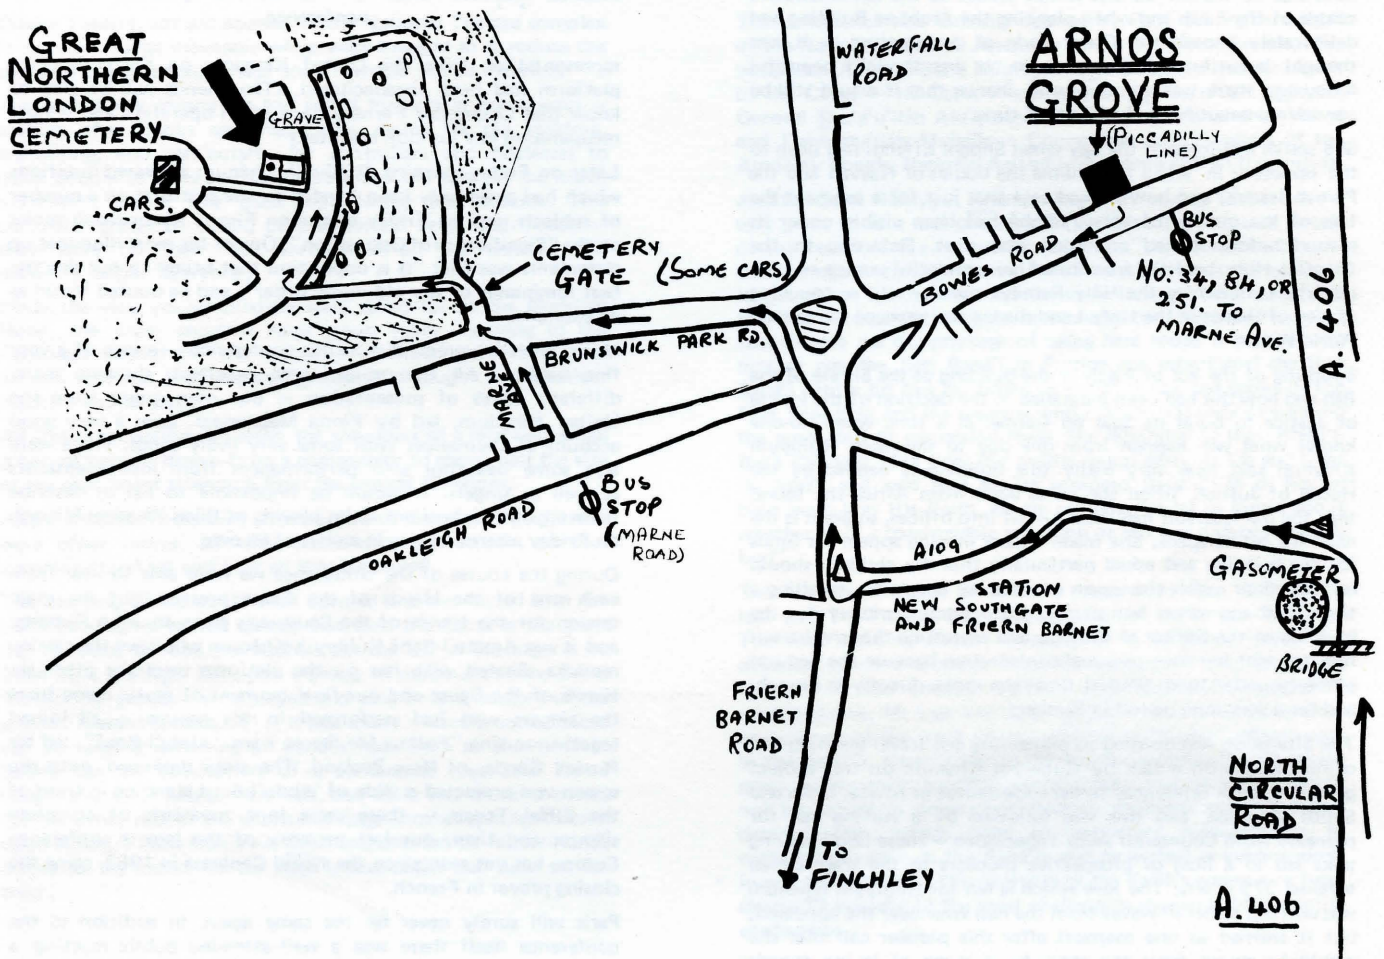 GREAT
NORTHERN
LONDON
CEMETERY
GRAVE
CARS.
WATERFALL
ROAD
ARNOS
GROVE
(PICCADILLY
LINE)
BUS
STOP
NO. 34, 84, OR
251, TO
MARNE AVE.
BOWES ROAD
A. 406
CEMETERY
GATE
(SOME CARS)
BRUNSWICK PARK RD.
MARNE
AVE.
OAKLEIGH ROAD
BUS
STOP
(MARNE
ROAD)
A109
STATION
NEW SOUTHGATE
AND FRIERN BARNET
GASOMETER
BRIDGE
FRIERN
BARNET
ROAD
TO
FINCHLEY
NORTH
CIRCULAR
ROAD
A.406